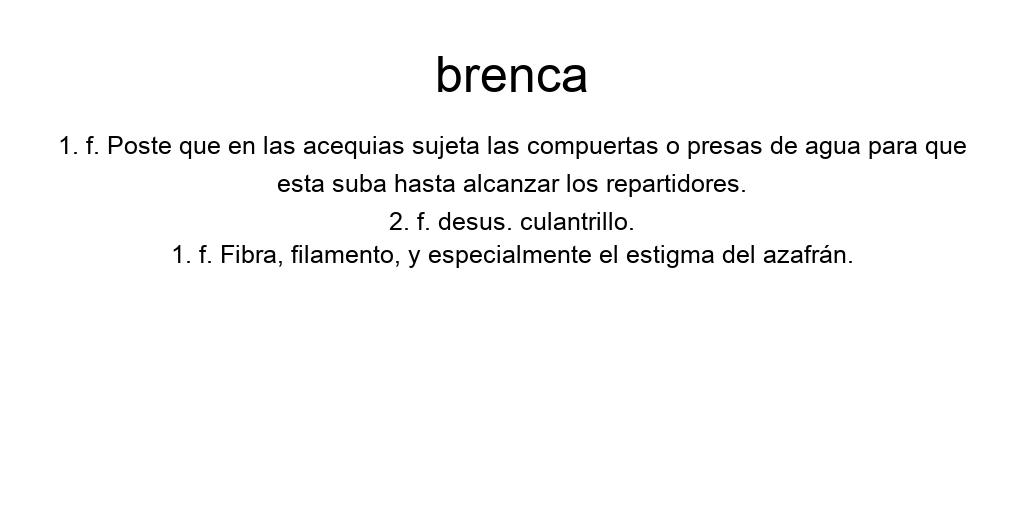 brenca
1. f. Poste que en las acequias sujeta las compuertas o presas de agua para que
esta suba hasta alcanzar los repartidores.
2. f. desus. culantrillo.
1. f. Fibra, filamento, y especialmente el estigma del azafrán.